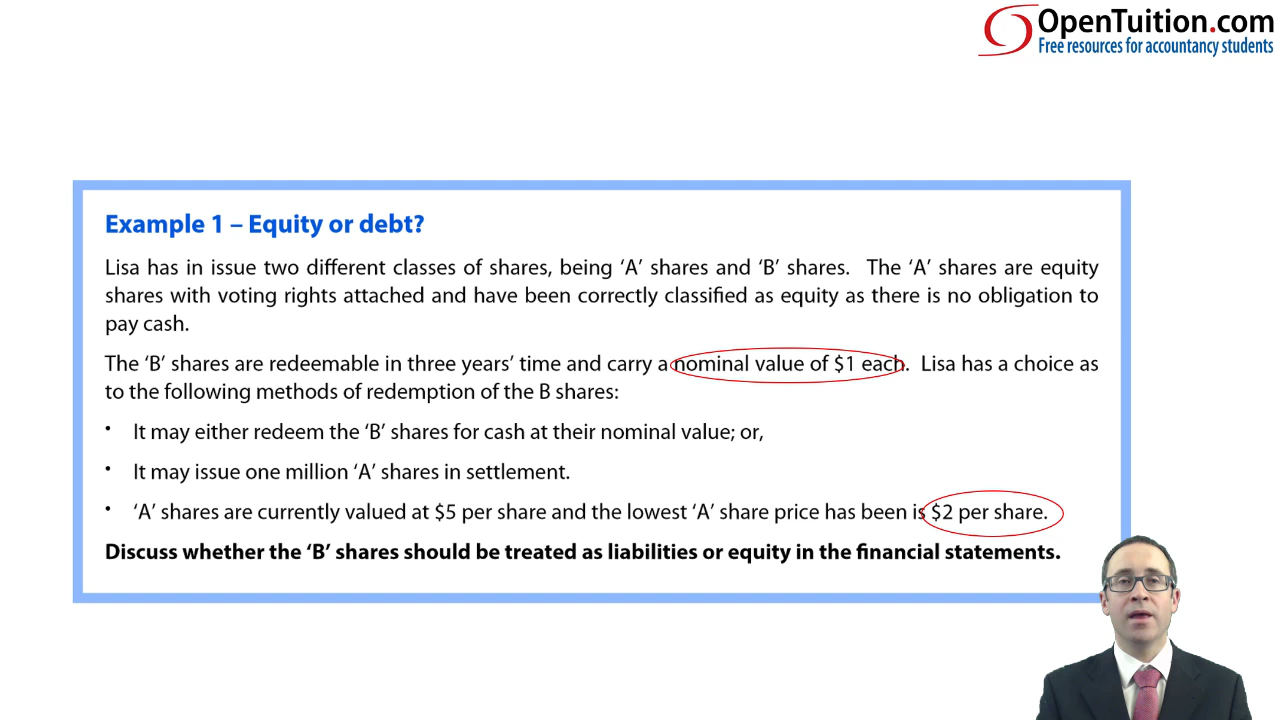 OpenTuition.com
Free resources for accountancy students
Example 1 – Equity or debt?
Lisa has in issue two different classes of shares, being ‘A’ shares and ‘B’ shares. The ‘A’ shares are equity
shares with voting rights attached and have been correctly classified as equity as there is no obligation to
pay cash.
The ‘B’ shares are redeemable in three years’ time and carry a nominal value of $1 each. Lisa has a choice as
to the following methods of redemption of the B shares:
• It may either redeem the ‘B’ shares for cash at their nominal value; or,
• It may issue one million ‘A’ shares in settlement.
• ‘A’ shares are currently valued at $5 per share and the lowest ‘A’ share price has been is $2 per share.
Discuss whether the ‘B’ shares should be treated as liabilities or equity in the financial statements.